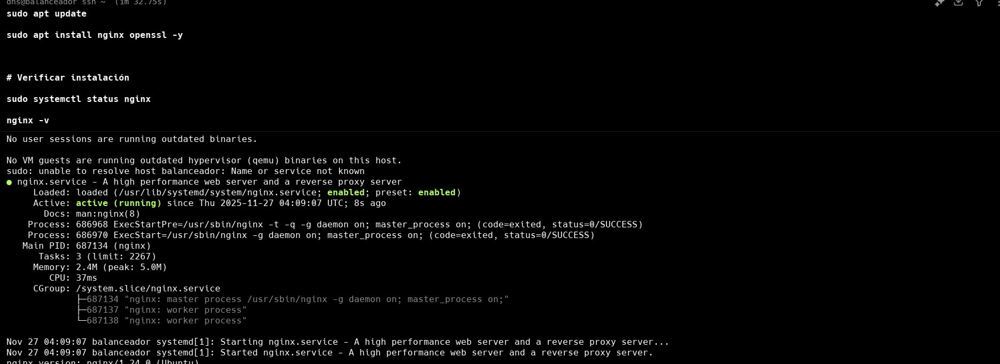 dns@balanceador ssh ~ (1m 32.75s)
sudo apt update
sudo apt install nginx openssl -y
# Verificar instalación
sudo systemctl status nginx
nginx -v
No user sessions are running outdated binaries.
No VM guests are running outdated hypervisor (qemu) binaries on this host.
sudo: unable to resolve host balanceador: Name or service not known
● nginx.service - A high performance web server and a reverse proxy server
Loaded: loaded (/usr/lib/systemd/system/nginx.service; enabled; preset: enabled)
Active: active (running) since Thu 2025-11-27 04:09:07 UTC; 8s ago
Docs: man:nginx(8)
Process: 686968 ExecStartPre=/usr/sbin/nginx -t -q -g daemon on; master_process on; (code=exited, status=0/SUCCESS)
Process: 686970 ExecStart=/usr/sbin/nginx -g daemon on; master_process on; (code=exited, status=0/SUCCESS)
Main PID: 687134 (nginx)
Tasks: 3 (limit: 2267)
Memory: 2.4M (peak: 5.0M)
CPU: 37ms
CGroup: /system.slice/nginx.service
├─687134 "nginx: master process /usr/sbin/nginx -g daemon on; master_process on;"
├─687137 "nginx: worker process"
└─687138 "nginx: worker process"
Nov 27 04:09:07 balanceador systemd[1]: Starting nginx.service - A high performance web server and a reverse proxy server...
Nov 27 04:09:07 balanceador systemd[1]: Started nginx.service - A high performance web server and a reverse proxy server.
nginx version: nginx/1.24.0 (Ubuntu)